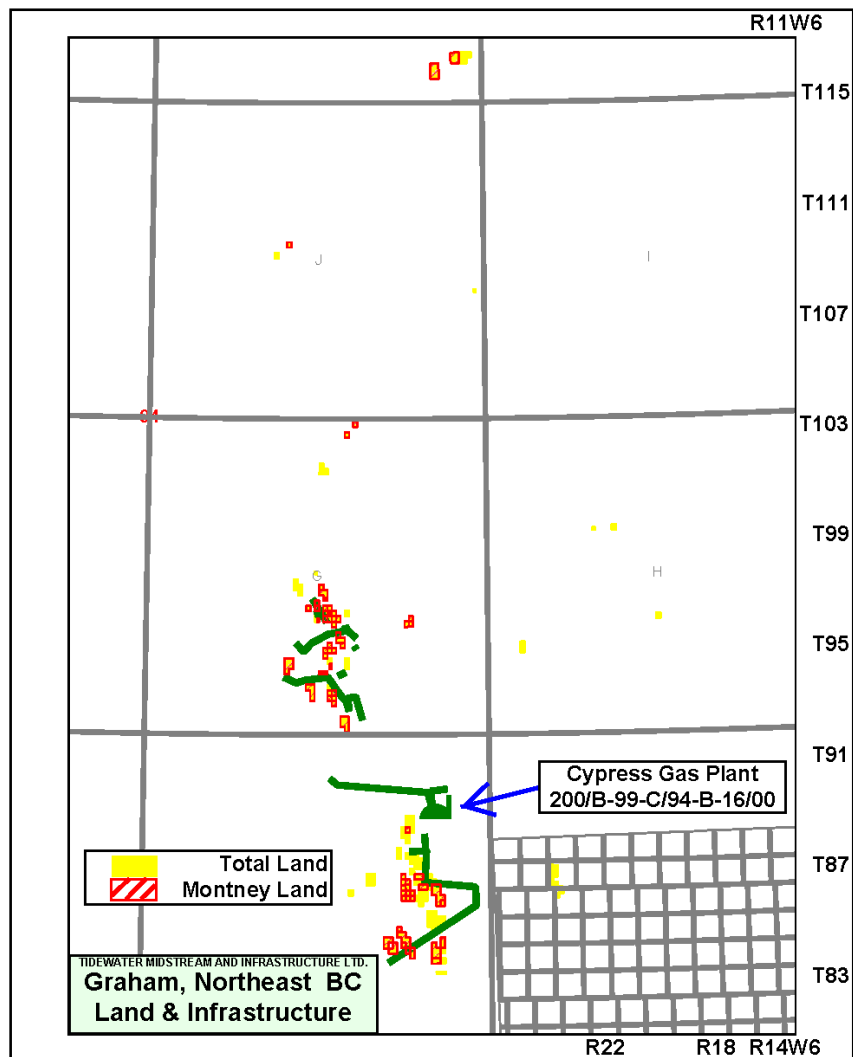 R11W6
T115
T111
J
I
T107
94
T103
T99
G
H
T95
T91
Cypress Gas Plant
200/B-99-C/94-B-16/00
Total Land
Montney Land
T87
TIDEWATER MIDSTREAM AND INFRASTRUCTURE LTD.
Graham, Northeast BC
Land & Infrastructure
T83
R22 R18 R14W6